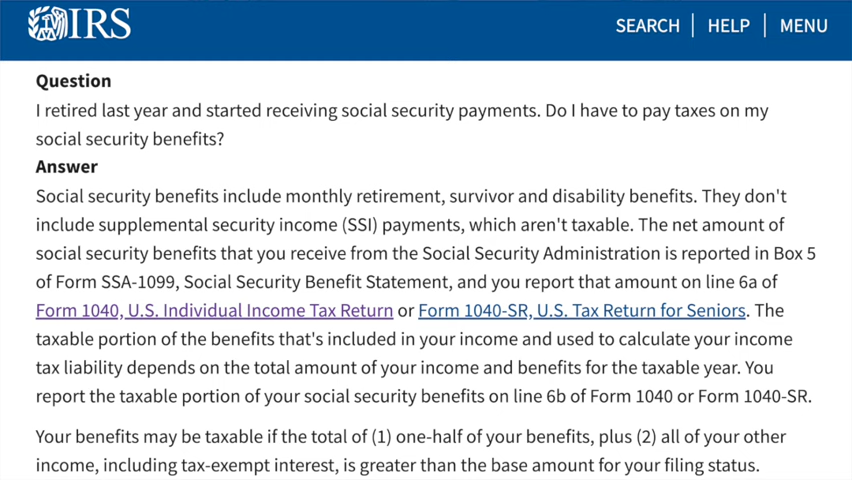 IRS
SEARCH | HELP | MENU
Question
I retired last year and started receiving social security payments. Do I have to pay taxes on my
social security benefits?
Answer
Social security benefits include monthly retirement, survivor and disability benefits. They don't
include supplemental security income (SSI) payments, which aren't taxable. The net amount of
social security benefits that you receive from the Social Security Administration is reported in Box 5
of Form SSA-1099, Social Security Benefit Statement, and you report that amount on line 6a of
Form 1040, U.S. Individual Income Tax Return or Form 1040-SR, U.S. Tax Return for Seniors. The
taxable portion of the benefits that's included in your income and used to calculate your income
tax liability depends on the total amount of your income and benefits for the taxable year. You
report the taxable portion of your social security benefits on line 6b of Form 1040 or Form 1040-SR.
Your benefits may be taxable if the total of (1) one-half of your benefits, plus (2) all of your other
income, including tax-exempt interest, is greater than the base amount for your filing status.